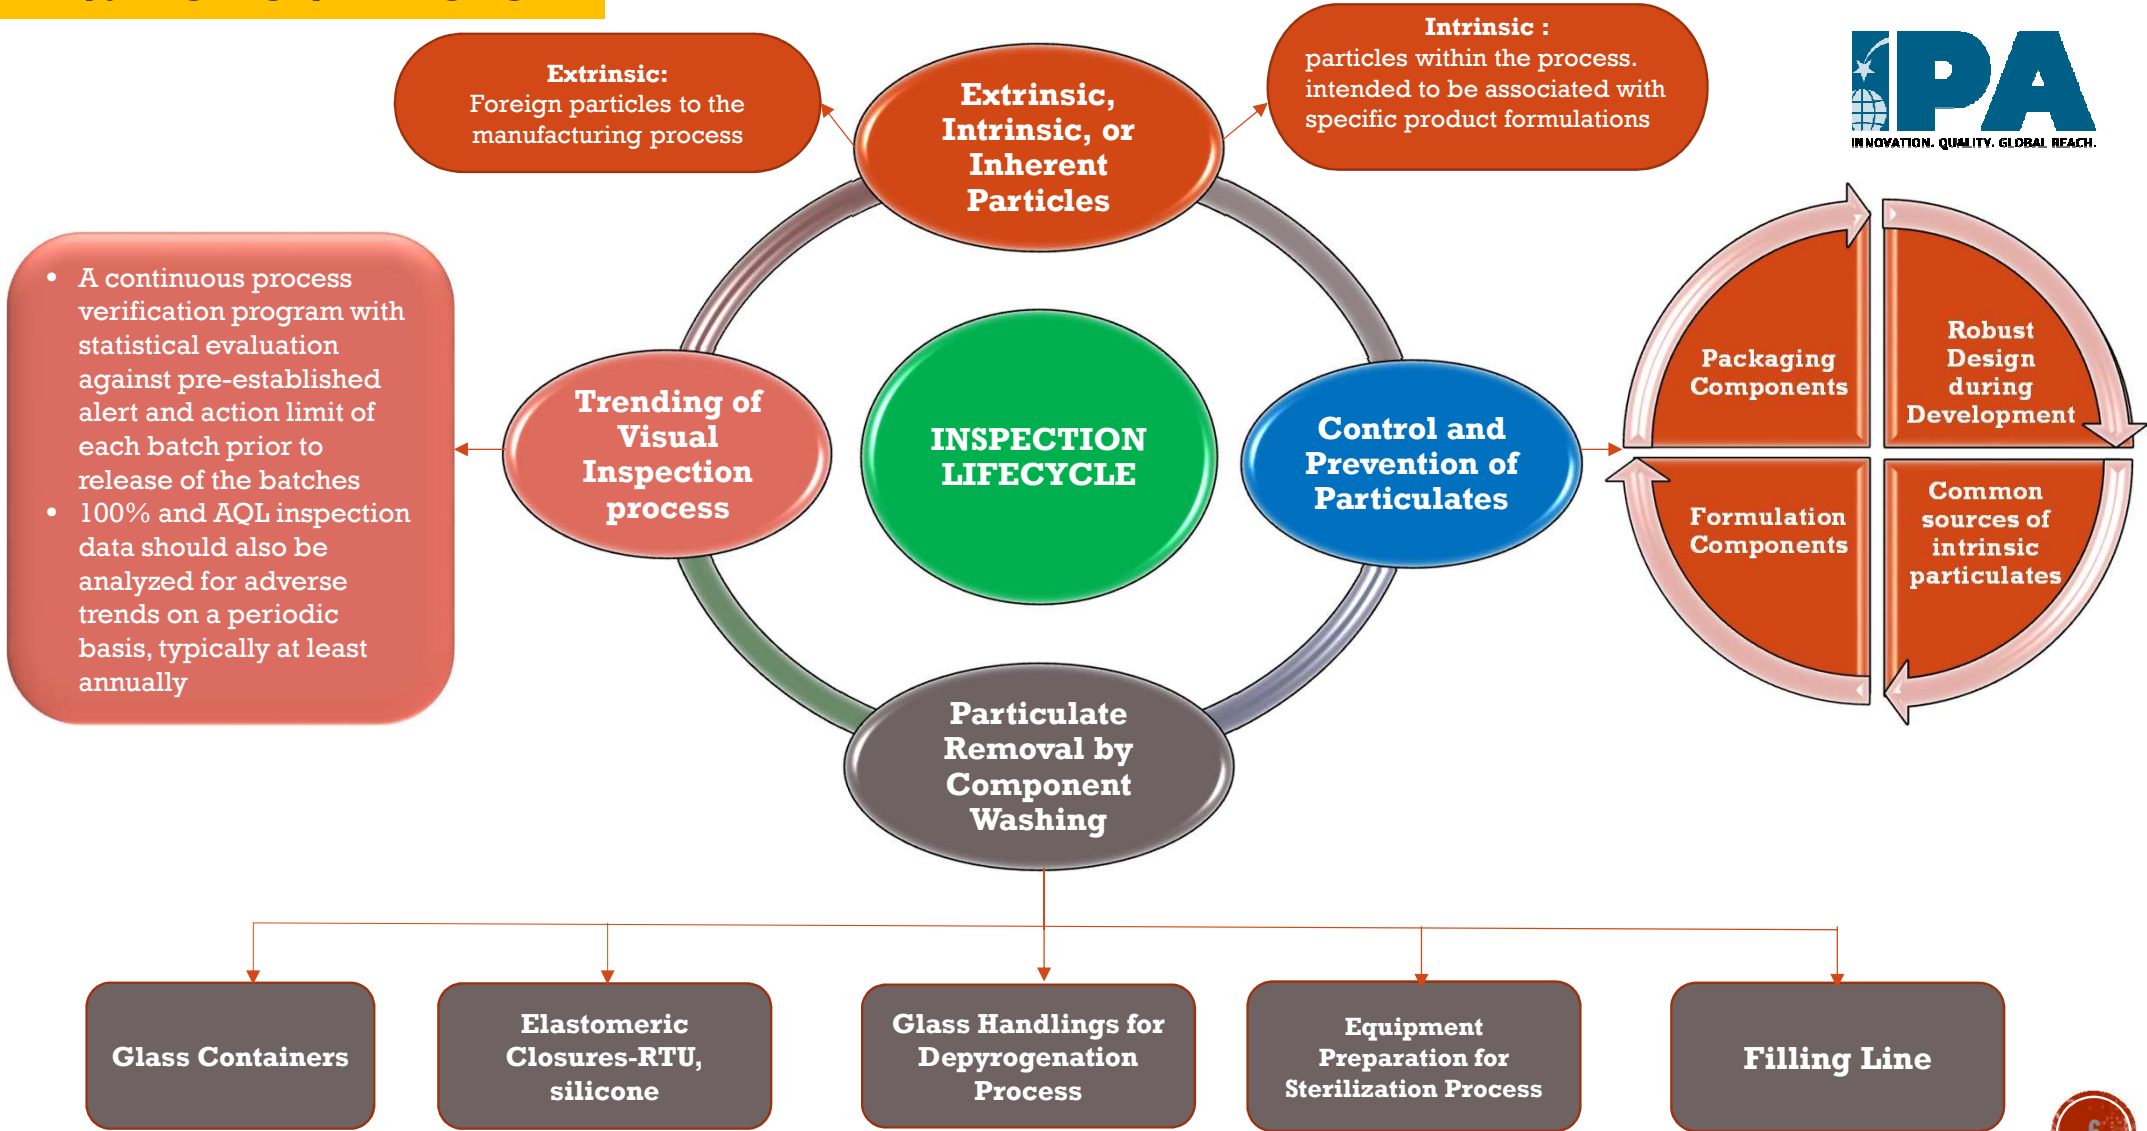 Extrinsic:
Foreign particles to the
manufacturing process
Extrinsic,
Intrinsic, or
Inherent
Particles
Intrinsic :
particles within the process.
intended to be associated with
specific product formulations
IPA
INNOVATION. QUALITY. GLOBAL REACH.
• A continuous process
verification program with
statistical evaluation
against pre-established
alert and action limit of
each batch prior to
release of the batches
• 100% and AQL inspection
data should also be
analyzed for adverse
trends on a periodic
basis, typically at least
annually
Trending of
Visual
Inspection
process
INSPECTION
LIFECYCLE
Control and
Prevention of
Particulates
Packaging
Components
Robust
Design
during
Development
Formulation
Components
Common
sources of
intrinsic
particulates
Particulate
Removal by
Component
Washing
Glass Containers
Elastomeric
Closures-RTU,
silicone
Glass Handlings for
Depyrogenation
Process
Equipment
Preparation for
Sterilization Process
Filling Line
6